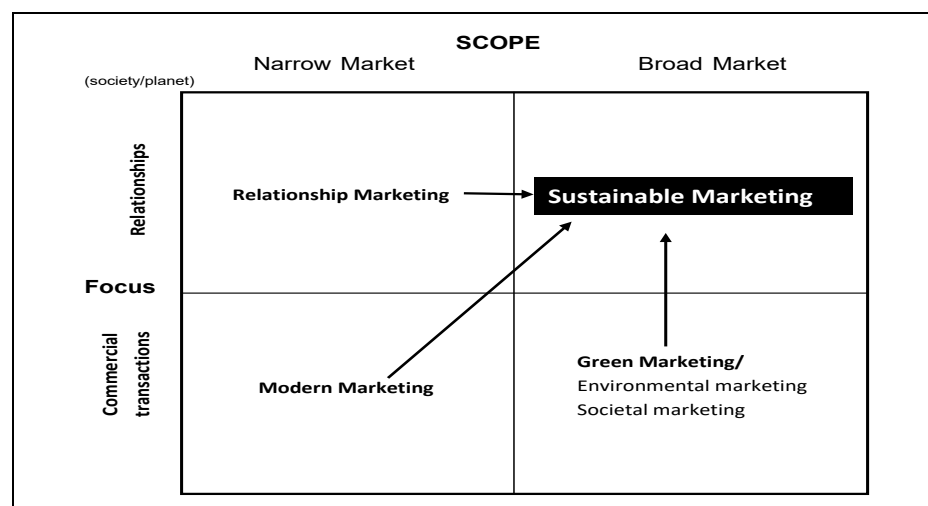 SCOPE
Narrow Market
Broad Market
(society/planet)
Relationships
Relationship Marketing
Sustainable Marketing
Focus
Commercial
transactions
Modern Marketing
Green Marketing/
Environmental marketing
Societal marketing